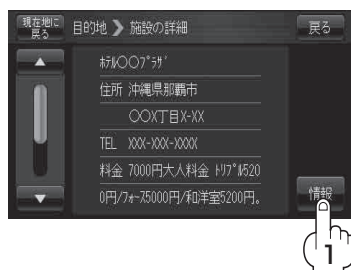 現在地に
戻る
目的地 》 施設の詳細
戻る
ﾎﾃﾙ○○ﾌﾟﾗｻﾞ
住所 沖縄県那覇市
○○X丁目X-XX
TEL XXX-XXX-XXXX
料金 7000円大人料金 ﾄﾘﾌﾟﾙ520
0円/ﾌｫｰｽ5000円/和洋室5200円。
情報
1